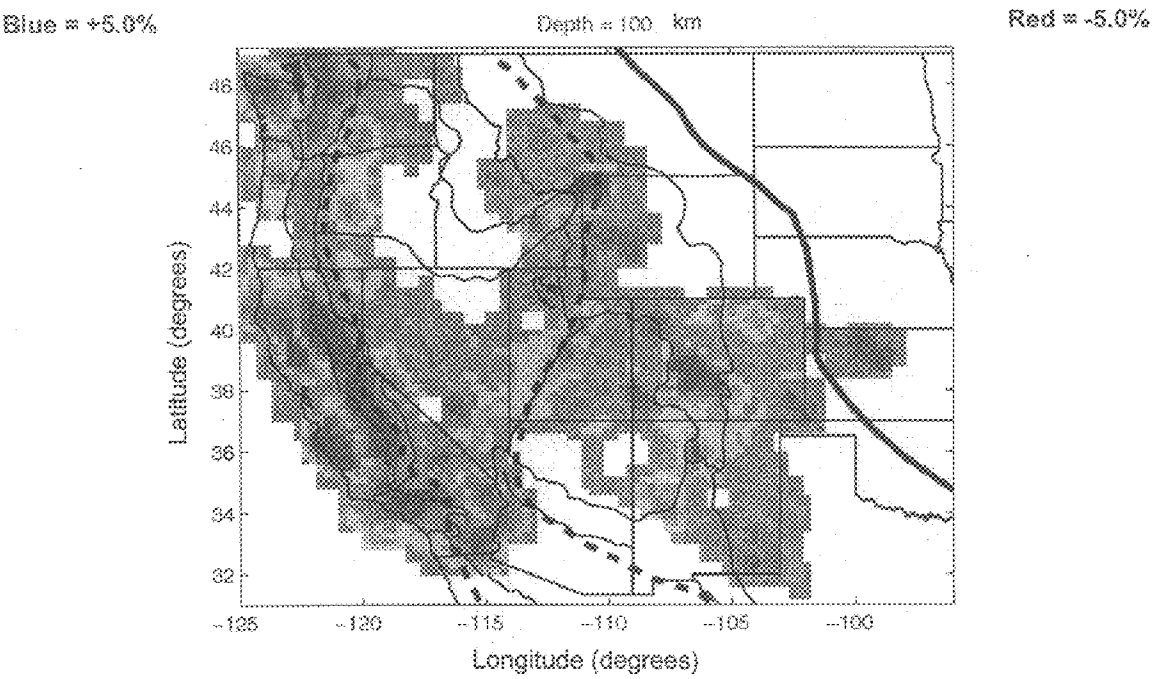 Blue = +5.0%
Depth = 100 km
Red = -5.0%
48
46
44
42
40
38
36
34
32
Latitude (degrees)
-125 -120 -115 -110 -105 -100
Longitude (degrees)